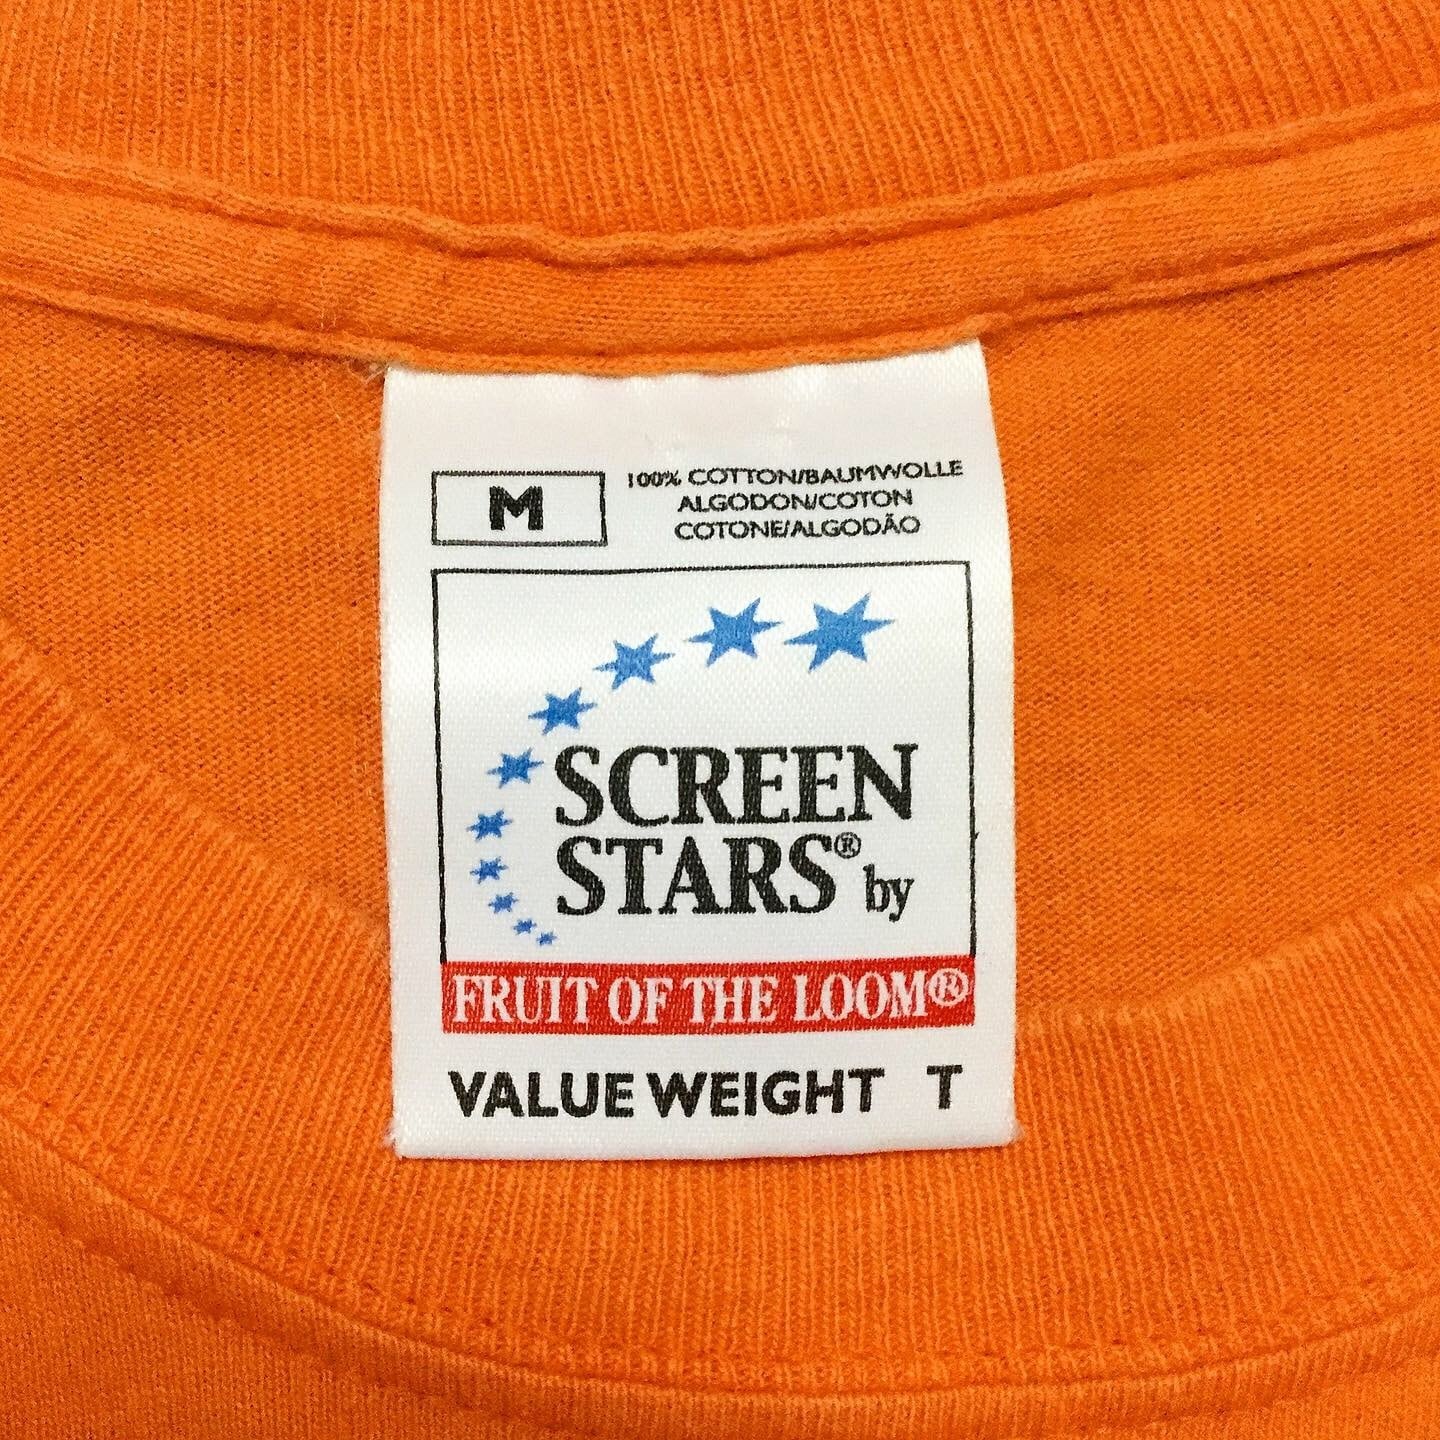 M
100% COTTON/BAUMWOLLE
ALGODON/COTON
COTONE/ALGODÃO
SCREEN
STARS® by
FRUIT OF THE LOOM®
VALUE WEIGHT T